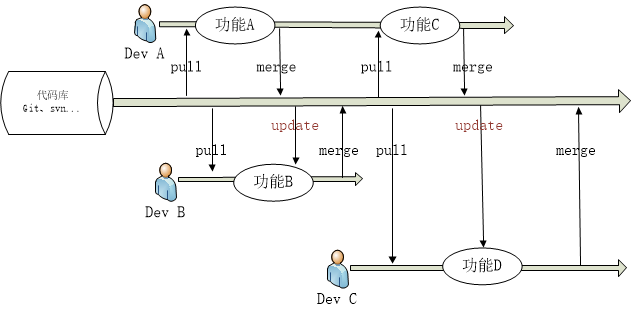 功能A
功能C
Dev A
pull
merge
pull
merge
代码库
Git、svn...
update
update
pull
merge
pull
merge
功能B
Dev B
功能D
Dev C